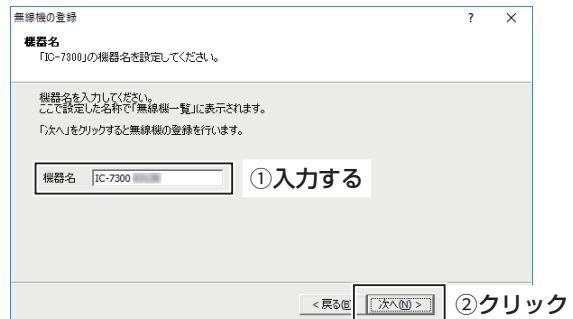 無線機の登録 ? ×
機器名
「IC-7300」の機器名を設定してください。
機器名を入力してください。
ここで設定した名称で「無線機一覧」に表示されます。
「次へ」をクリックすると無線機の登録を行います。
機器名 IC-7300
①入力する
< 戻る(B) 次へ(N) >
②クリック